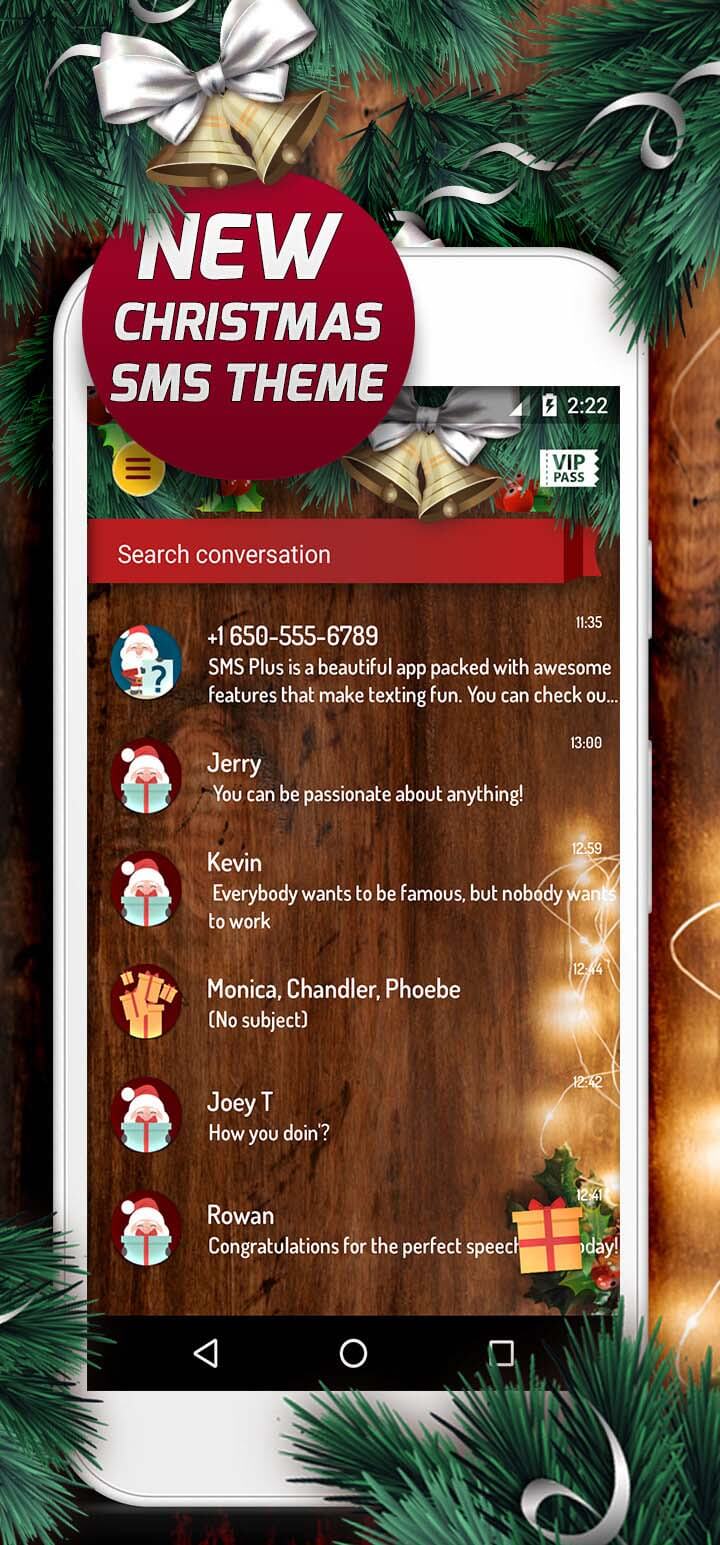 NEW
CHRISTMAS
SMS THEME
2:22
VIP
PASS
Search conversation
11:35
+1 650-555-6789
SMS Plus is a beautiful app packed with awesome
features that make texting fun. You can check ou...
13:00
Jerry
You can be passionate about anything!
12:59
Kevin
Everybody wants to be famous, but nobody wants
to work
12:44
Monica, Chandler, Phoebe
(No subject)
12:42
Joey T
How you doin'?
12:41
Rowan
Congratulations for the perfect speech oday!